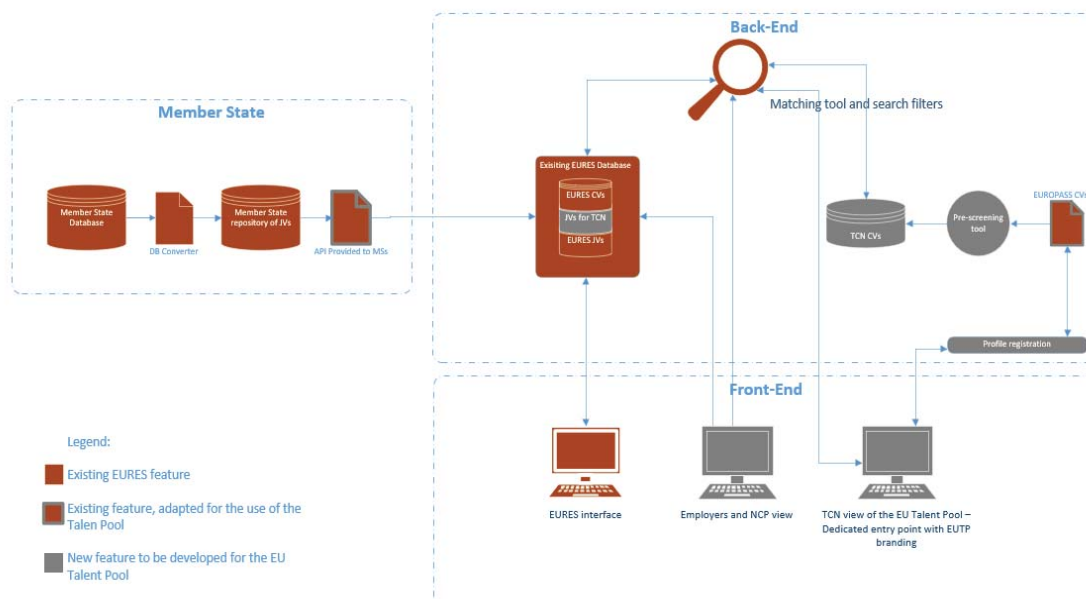 Back-End
Matching tool and search filters
Member State
Member State
Database
DB Converter
Member State
repository of JVs
API Provided to MSs
Exisiting EURES Database
EURES CVs
JVs for TCN
EURES JVs
TCN CVs
Pre-screening
tool
EUROPASS CVs
Profile registration
Front-End
EURES interface
Employers and NCP view
TCN view of the EU Talent Pool –
Dedicated entry point with EUTP
branding
Legend:
Existing EURES feature
Existing feature, adapted for the use of the
Talen Pool
New feature to be developed for the EU
Talent Pool